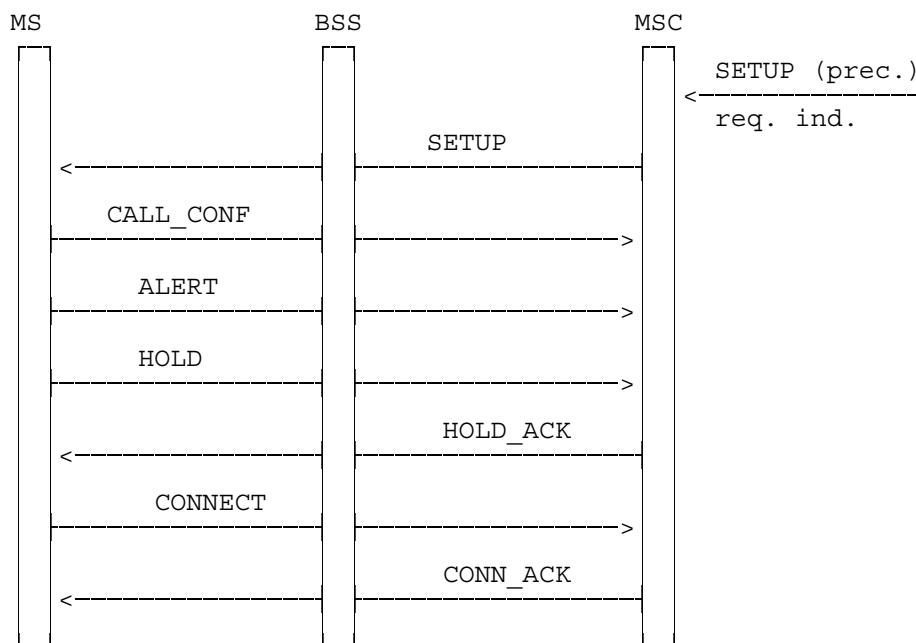 MS BSS MSC
SETUP (prec.)
req. ind.
SETUP
CALL_CONF
ALERT
HOLD
HOLD_ACK
CONNECT
CONN_ACK